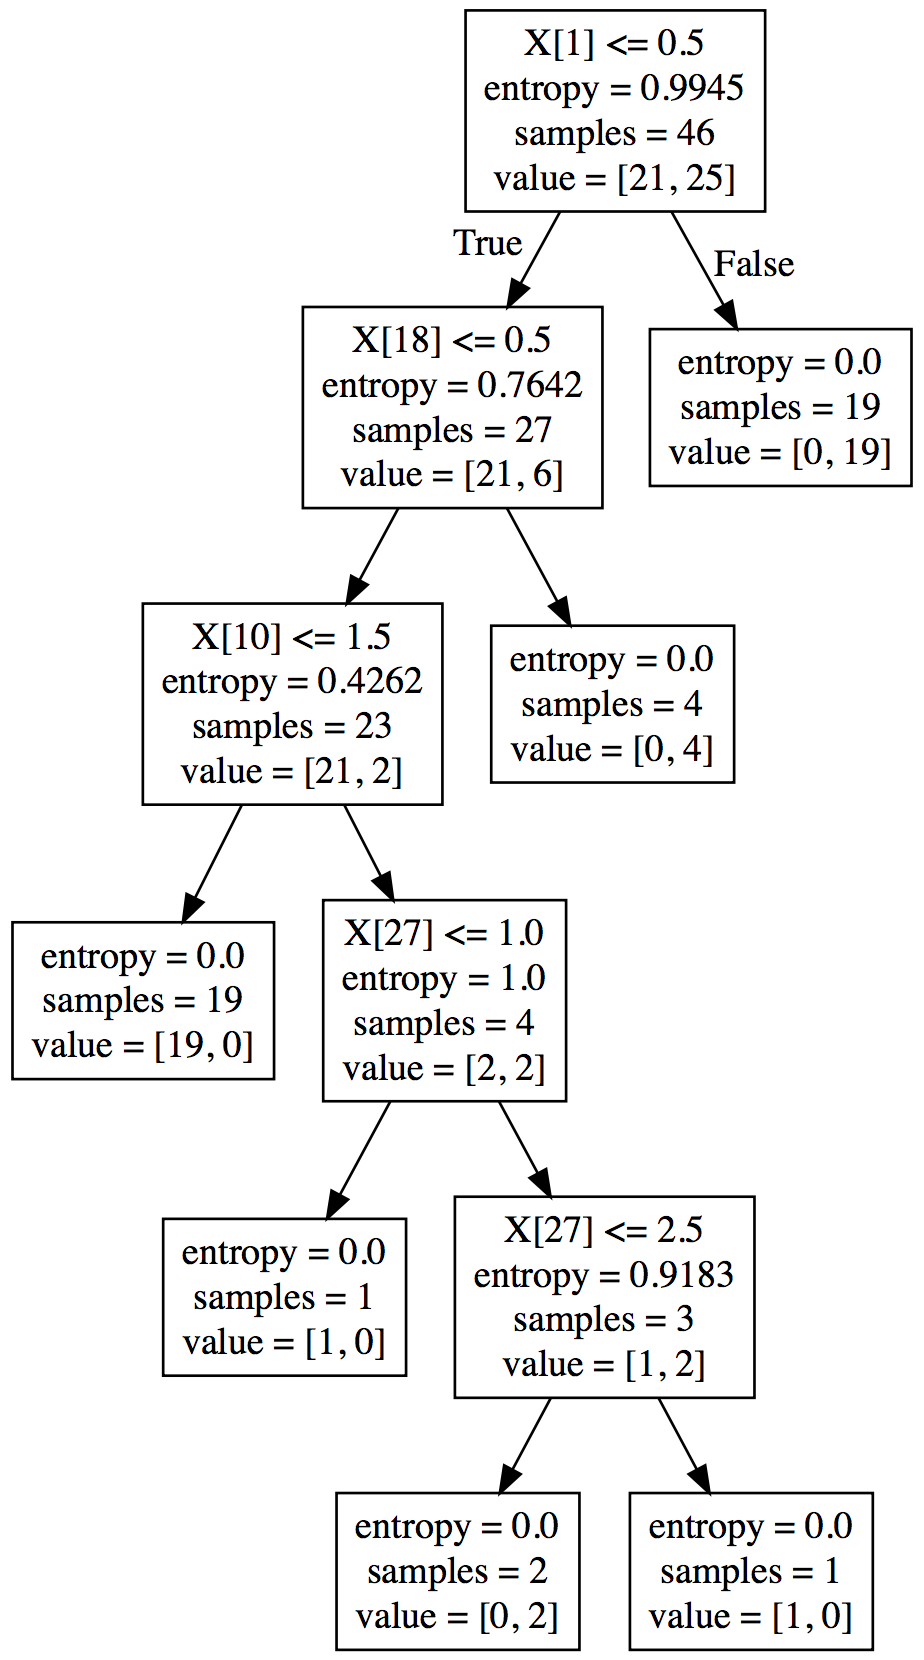 X[1] <= 0.5
entropy = 0.9945
samples = 46
value = [21, 25]
True
False
X[18] <= 0.5
entropy = 0.7642
samples = 27
value = [21, 6]
entropy = 0.0
samples = 19
value = [0, 19]
X[10] <= 1.5
entropy = 0.4262
samples = 23
value = [21, 2]
entropy = 0.0
samples = 4
value = [0, 4]
entropy = 0.0
samples = 19
value = [19, 0]
X[27] <= 1.0
entropy = 1.0
samples = 4
value = [2, 2]
entropy = 0.0
samples = 1
value = [1, 0]
X[27] <= 2.5
entropy = 0.9183
samples = 3
value = [1, 2]
entropy = 0.0
samples = 2
value = [0, 2]
entropy = 0.0
samples = 1
value = [1, 0]